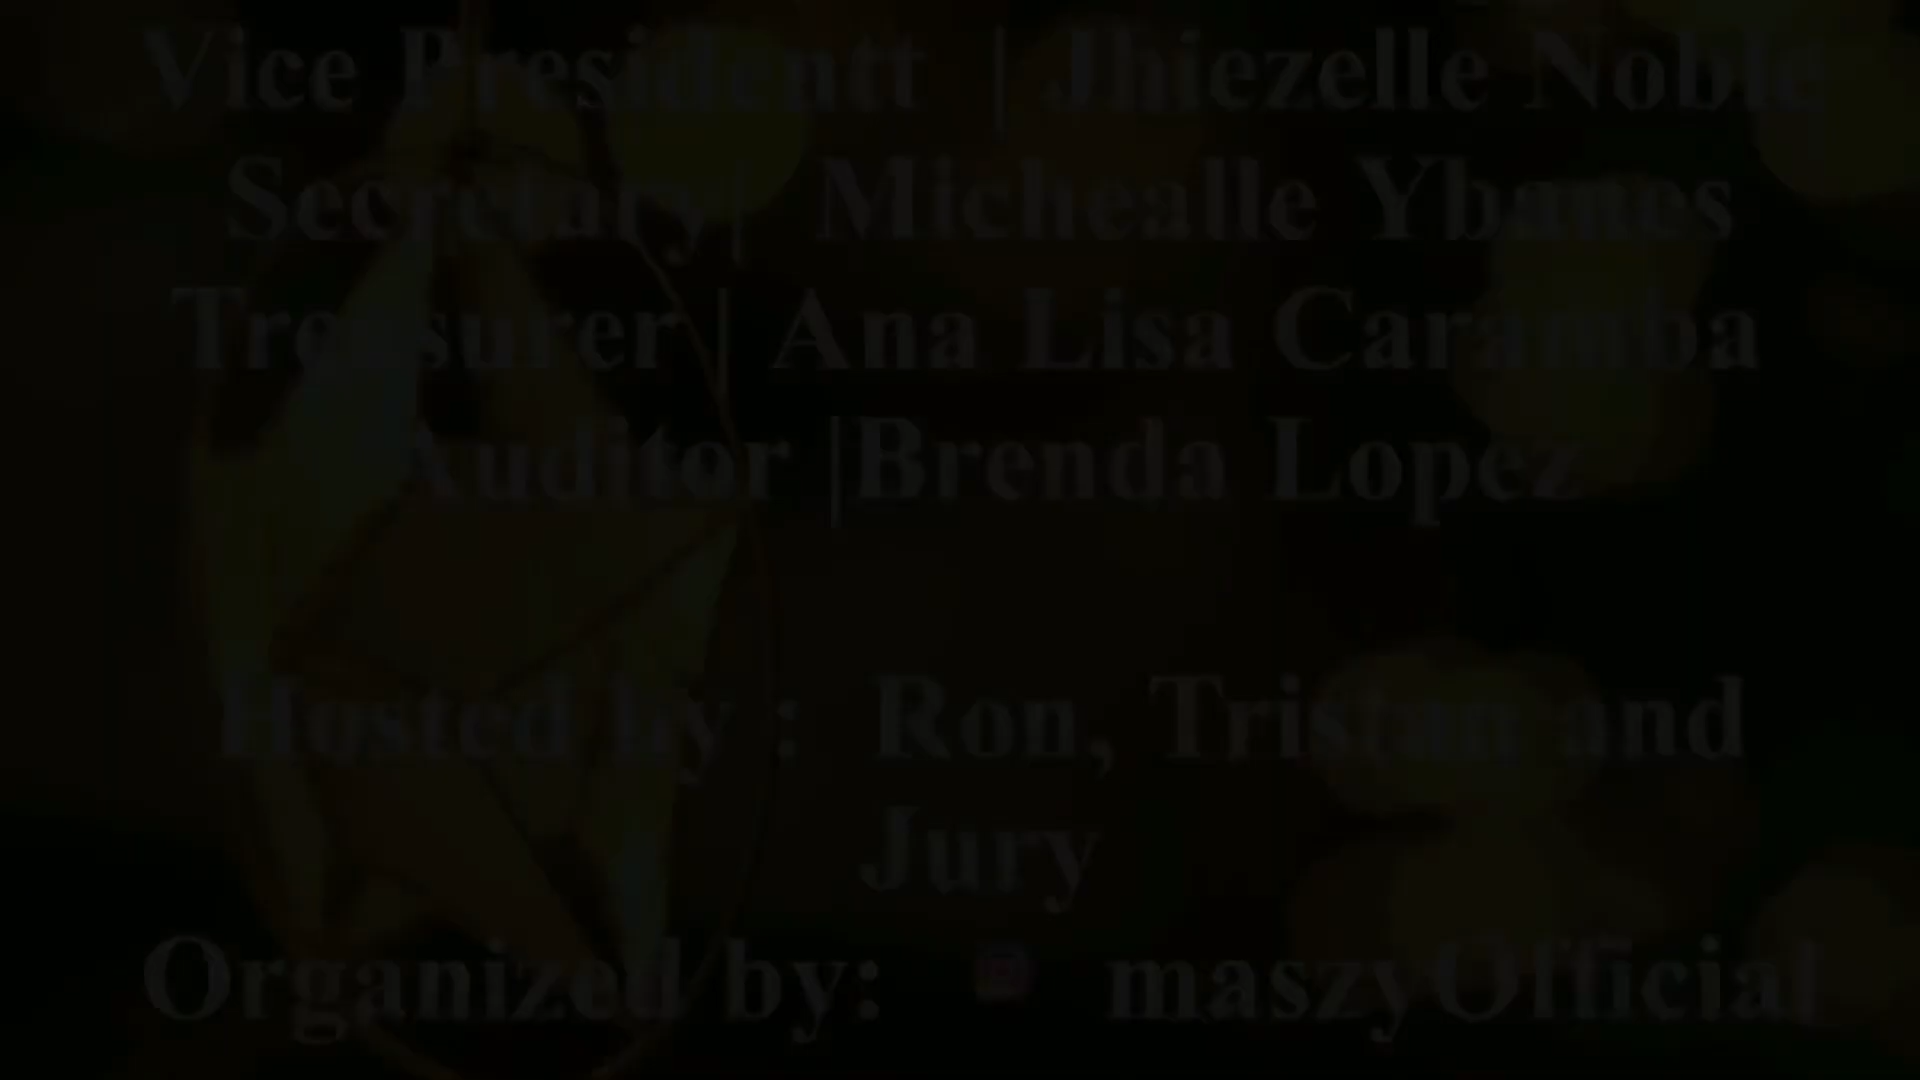 Vice Presidentt | Jhiezelle Noble
Secretary| Michealle Ybanes
Treasurer | Ana Lisa Caramba
Auditor |Brenda Lopez
Hosted by : Ron, Tristan and
Jury
Organized by: maszyOfficial